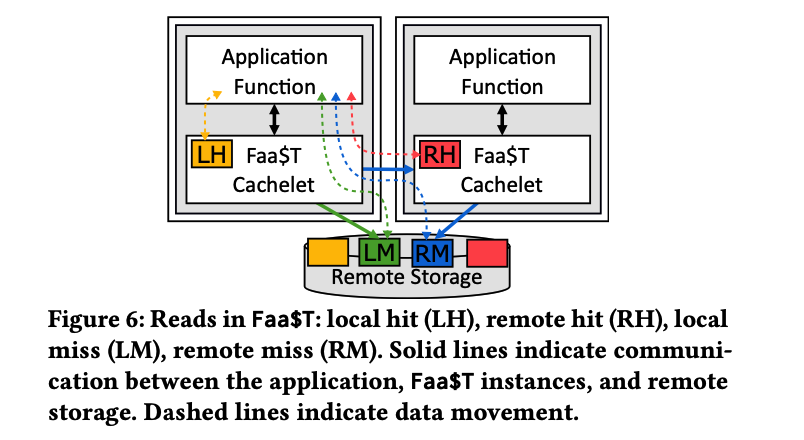 Application Application
Function Function
LH Faa$T RH Faa$T
Cachelet Cachelet
LM RM
Remote Storage
Figure 6: Reads in Faa$T: local hit (LH), remote hit (RH), local
miss (LM), remote miss (RM). Solid lines indicate communi-
cation between the application, Faa$T instances, and remote
storage. Dashed lines indicate data movement.